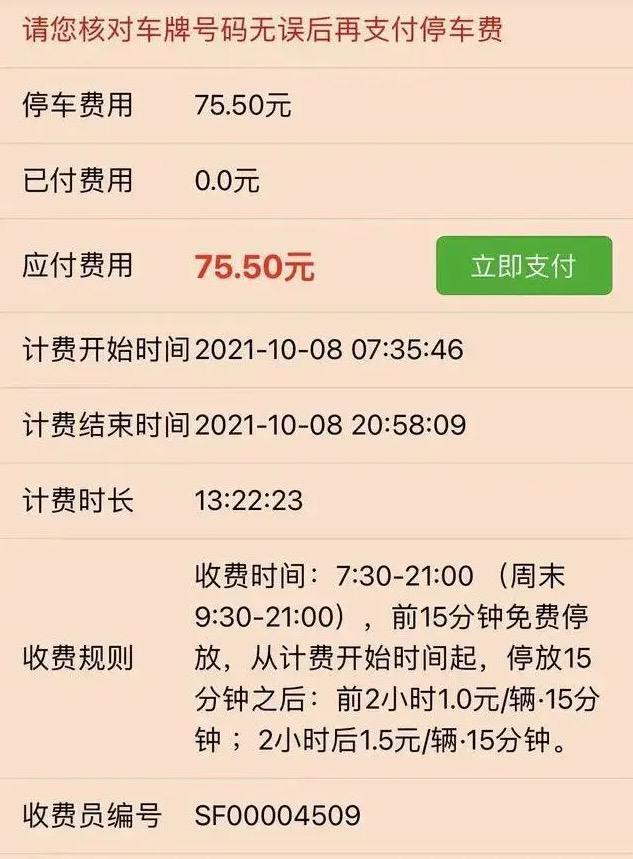 请您核对车牌号码无误后再支付停车费
停车费用 75.50元
已付费用 0.0元
应付费用 75.50元 立即支付
计费开始时间 2021-10-08 07:35:46
计费结束时间 2021-10-08 20:58:09
计费时长 13:22:23
收费规则
收费时间：7:30-21:00 （周末
9:30-21:00），前15分钟免费停
放，从计费开始时间起，停放15
分钟之后：前2小时1.0元/辆·15分
钟；2小时后1.5元/辆·15分钟。
收费员编号 SF00004509